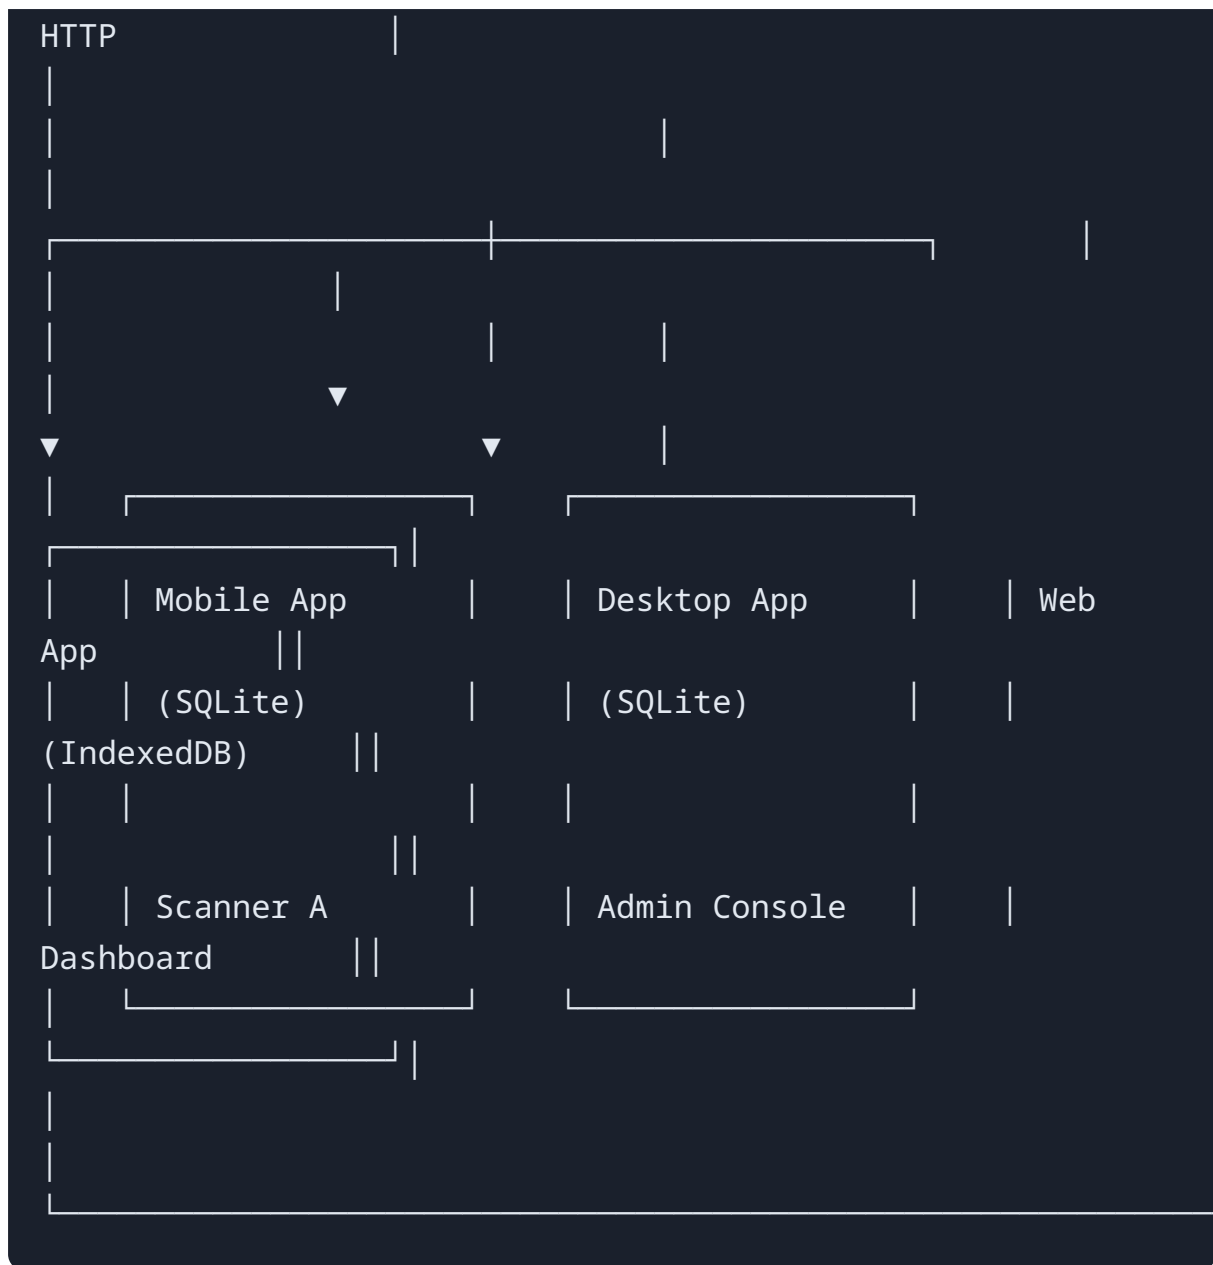 HTTP
Mobile App Desktop App Web
App
(SQLite) (SQLite)
(IndexedDB)
Scanner A Admin Console
Dashboard